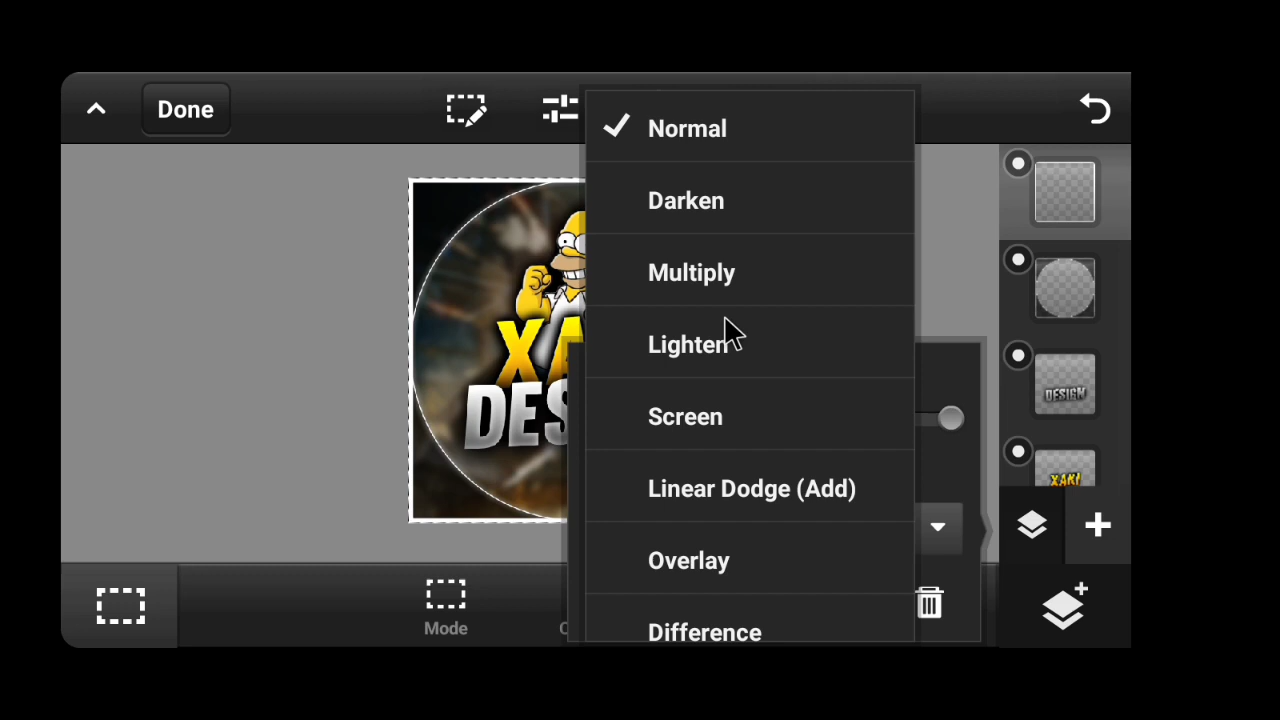 Done
Normal
Darken
Multiply
Lighten
Screen
Linear Dodge (Add)
Overlay
Difference
Mode
DESIGN
XAKI